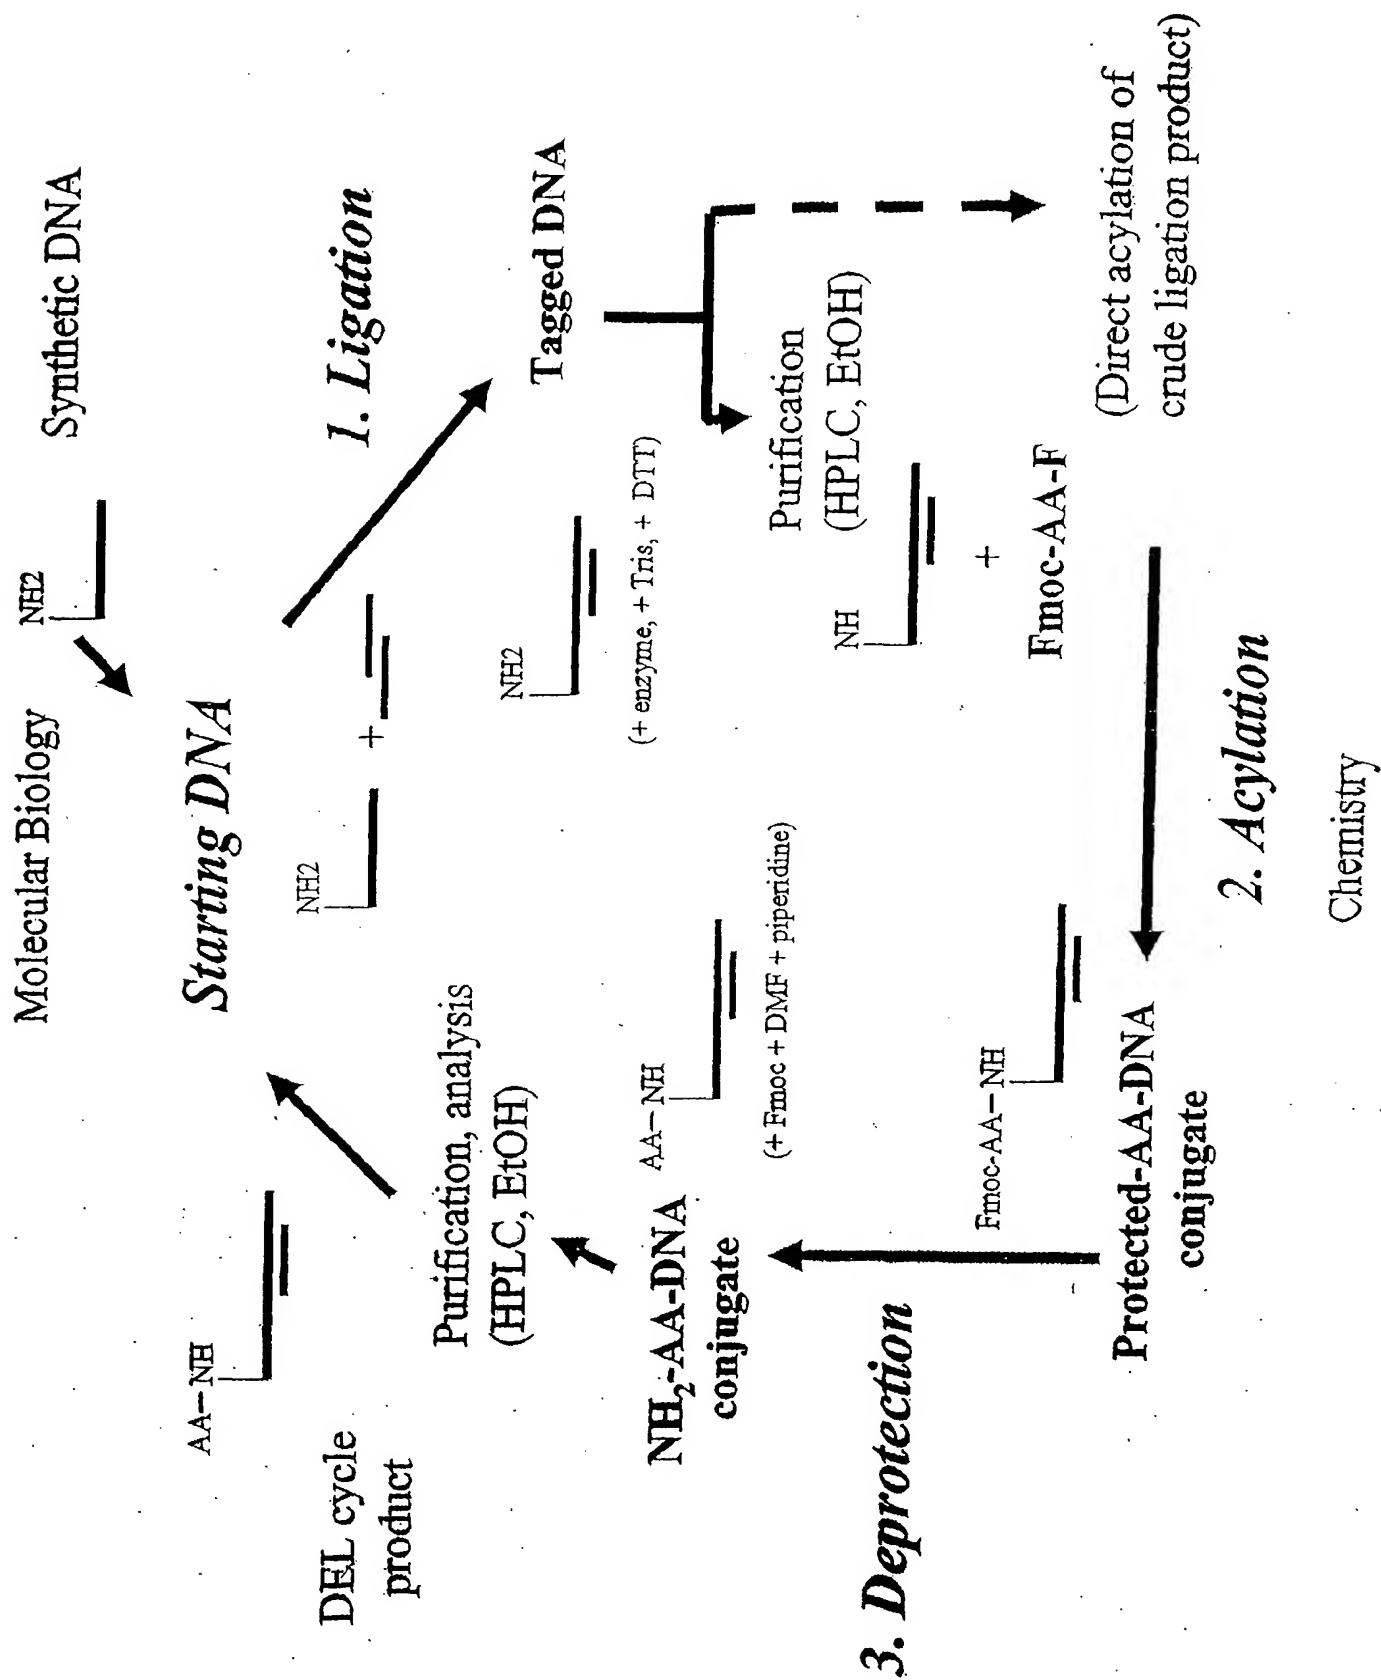 Molecular Biology
Synthetic DNA
NH2
Starting DNA
NH2
+
1. Ligation
Tagged DNA
NH2
(+ enzyme, + Tris, + DTT)
Purification
(HPLC, EtOH)
NH
+
Fmoc-AA-F
(Direct acylation of
crude ligation product)
2. Acylation
Chemistry
Fmoc-AA–NH
Protected-AA-DNA
conjugate
3. Deprotection
NH₂-AA-DNA
conjugate
AA–NH
(+ Fmoc + DMF + piperidine)
Purification, analysis
(HPLC, EtOH)
AA–NH
DEL cycle
product